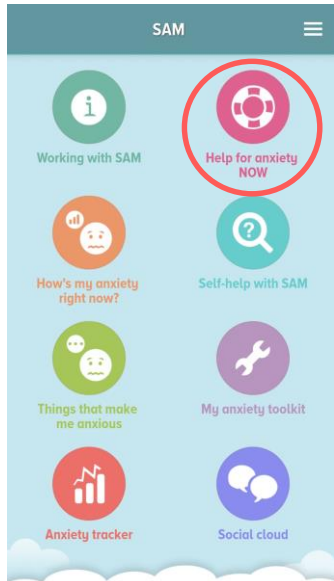 SAM
Working with SAM
Help for anxiety
NOW
How's my anxiety
right now?
Self-help with SAM
Things that make
me anxious
My anxiety toolkit
Anxiety tracker
Social cloud